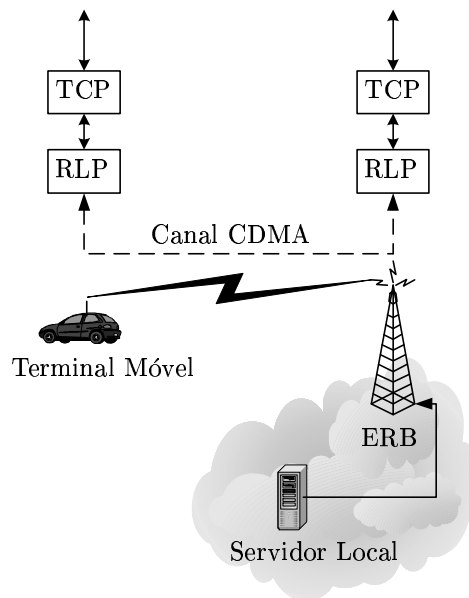 TCP
TCP
RLP
RLP
Canal CDMA
Terminal Móvel
ERB
Servidor Local